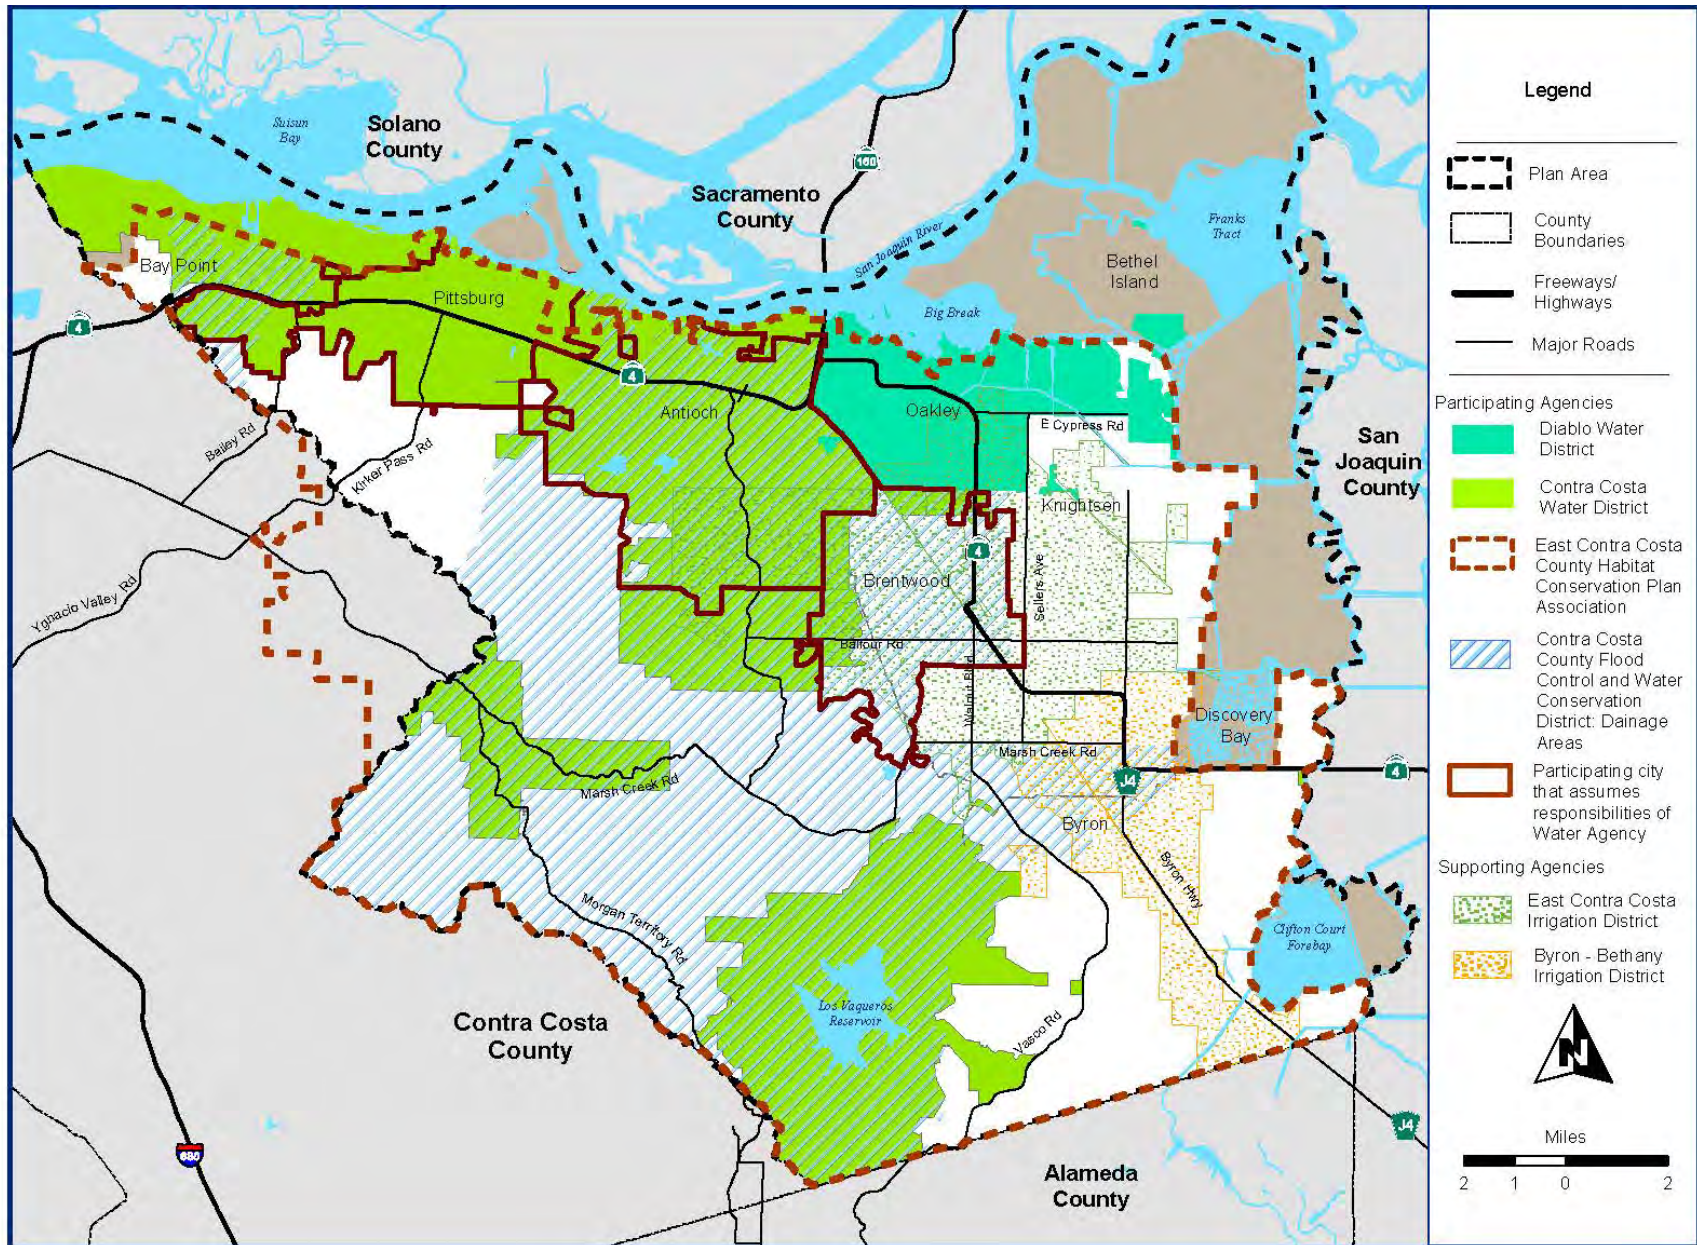 Suisun
Bay
Solano
County
Sacramento
County
160
San Joaquin River
Franks
Tract
Bethel
Island
Big Break
Bay Point
Pittsburg
4
4
Antioch
Oakley
E Cypress Rd
San
Joaquin
County
Bailey Rd
Kirker Pass Rd
Knightsen
4
Brentwood
Sellers Ave
Ygnacio Valley Rd
Balfour Rd
Walnut Blvd
Discovery
Bay
Marsh Creek Rd
4
J4
Marsh Creek Rd
Byron
Byron Hwy
Morgan Territory Rd
Clifton Court
Forebay
Los Vaqueros
Reservoir
Contra Costa
County
Vasco Rd
680
J4
Alameda
County
Legend
Plan Area
County
Boundaries
Freeways/
Highways
Major Roads
Participating Agencies
Diablo Water
District
Contra Costa
Water District
East Contra Costa
County Habitat
Conservation Plan
Association
Contra Costa
County Flood
Control and Water
Conservation
District: Dainage
Areas
Participating city
that assumes
responsibilities of
Water Agency
Supporting Agencies
East Contra Costa
Irrigation District
Byron - Bethany
Irrigation District
N
Miles
2 1 0 2